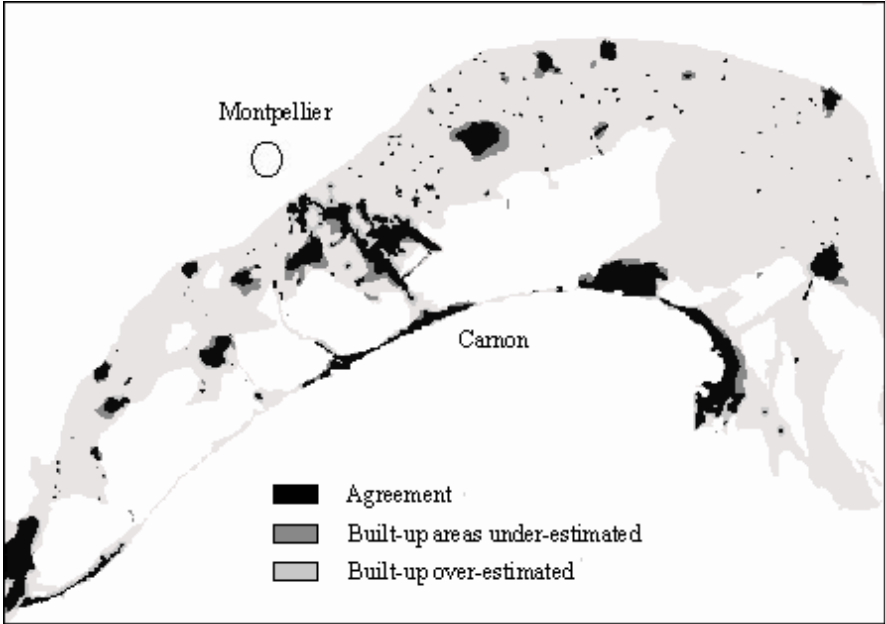 Montpellier
Carnon
Agreement
Built-up areas under-estimated
Built-up over-estimated